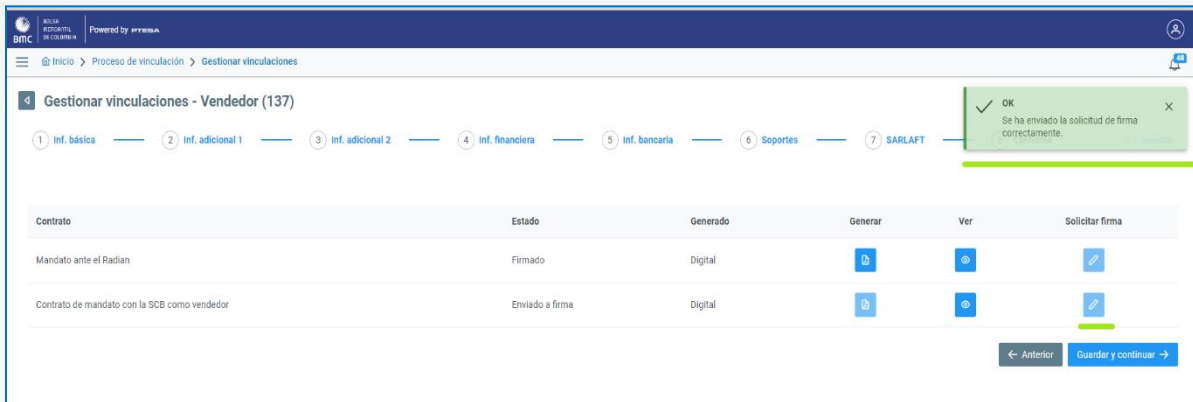 BMC
BOLSA
MERCANTIL
DE COLOMBIA
Powered by PTESA
Inicio > Proceso de vinculación > Gestionar vinculaciones
48
Gestionar vinculaciones - Vendedor (137)
OK
Se ha enviado la solicitud de firma
correctamente.
1 Inf. básica 2 Inf. adicional 1 3 Inf. adicional 2 4 Inf. financiera 5 Inf. bancaria 6 Soportes 7 SARLAFT
Contrato Estado Generado Generar Ver Solicitar firma
Mandato ante el Radian Firmado Digital
Contrato de mandato con la SCB como vendedor Enviado a firma Digital
← Anterior Guardar y continuar →